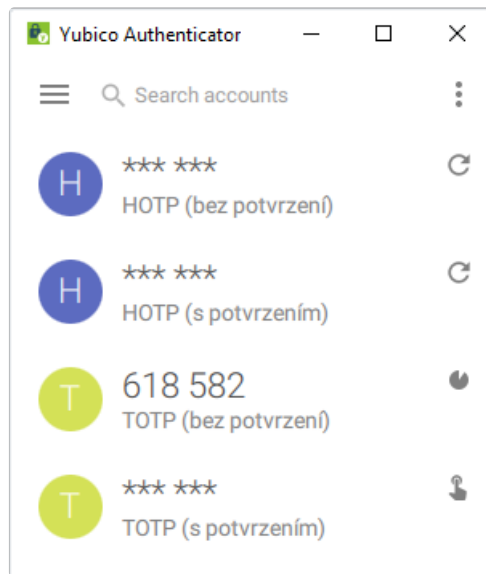 Yubico Authenticator
Search accounts
H
*** ***
HOTP (bez potvrzení)
H
*** ***
HOTP (s potvrzením)
T
618 582
TOTP (bez potvrzení)
T
*** ***
TOTP (s potvrzením)